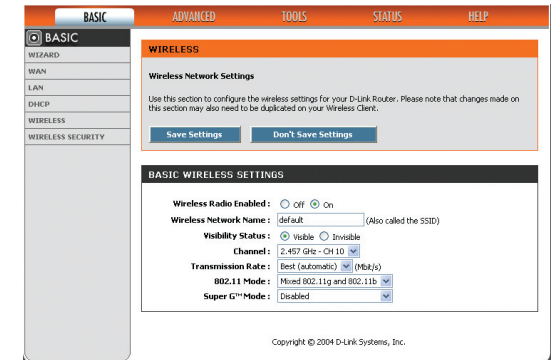 BASIC ADVANCED TOOLS STATUS HELP
BASIC
WIZARD
WAN
LAN
DHCP
WIRELESS
WIRELESS SECURITY
WIRELESS
Wireless Network Settings
Use this section to configure the wireless settings for your D-Link Router. Please note that changes made on
this section may also need to be duplicated on your Wireless Client.
Save Settings Don't Save Settings
BASIC WIRELESS SETTINGS
Wireless Radio Enabled : Off On
Wireless Network Name : default (Also called the SSID)
Visibility Status : Visible Invisible
Channel : 2.457 GHz - CH 10
Transmission Rate : Best (automatic) (Mbit/s)
802.11 Mode : Mixed 802.11g and 802.11b
Super G™ Mode : Disabled
Copyright © 2004 D-Link Systems, Inc.